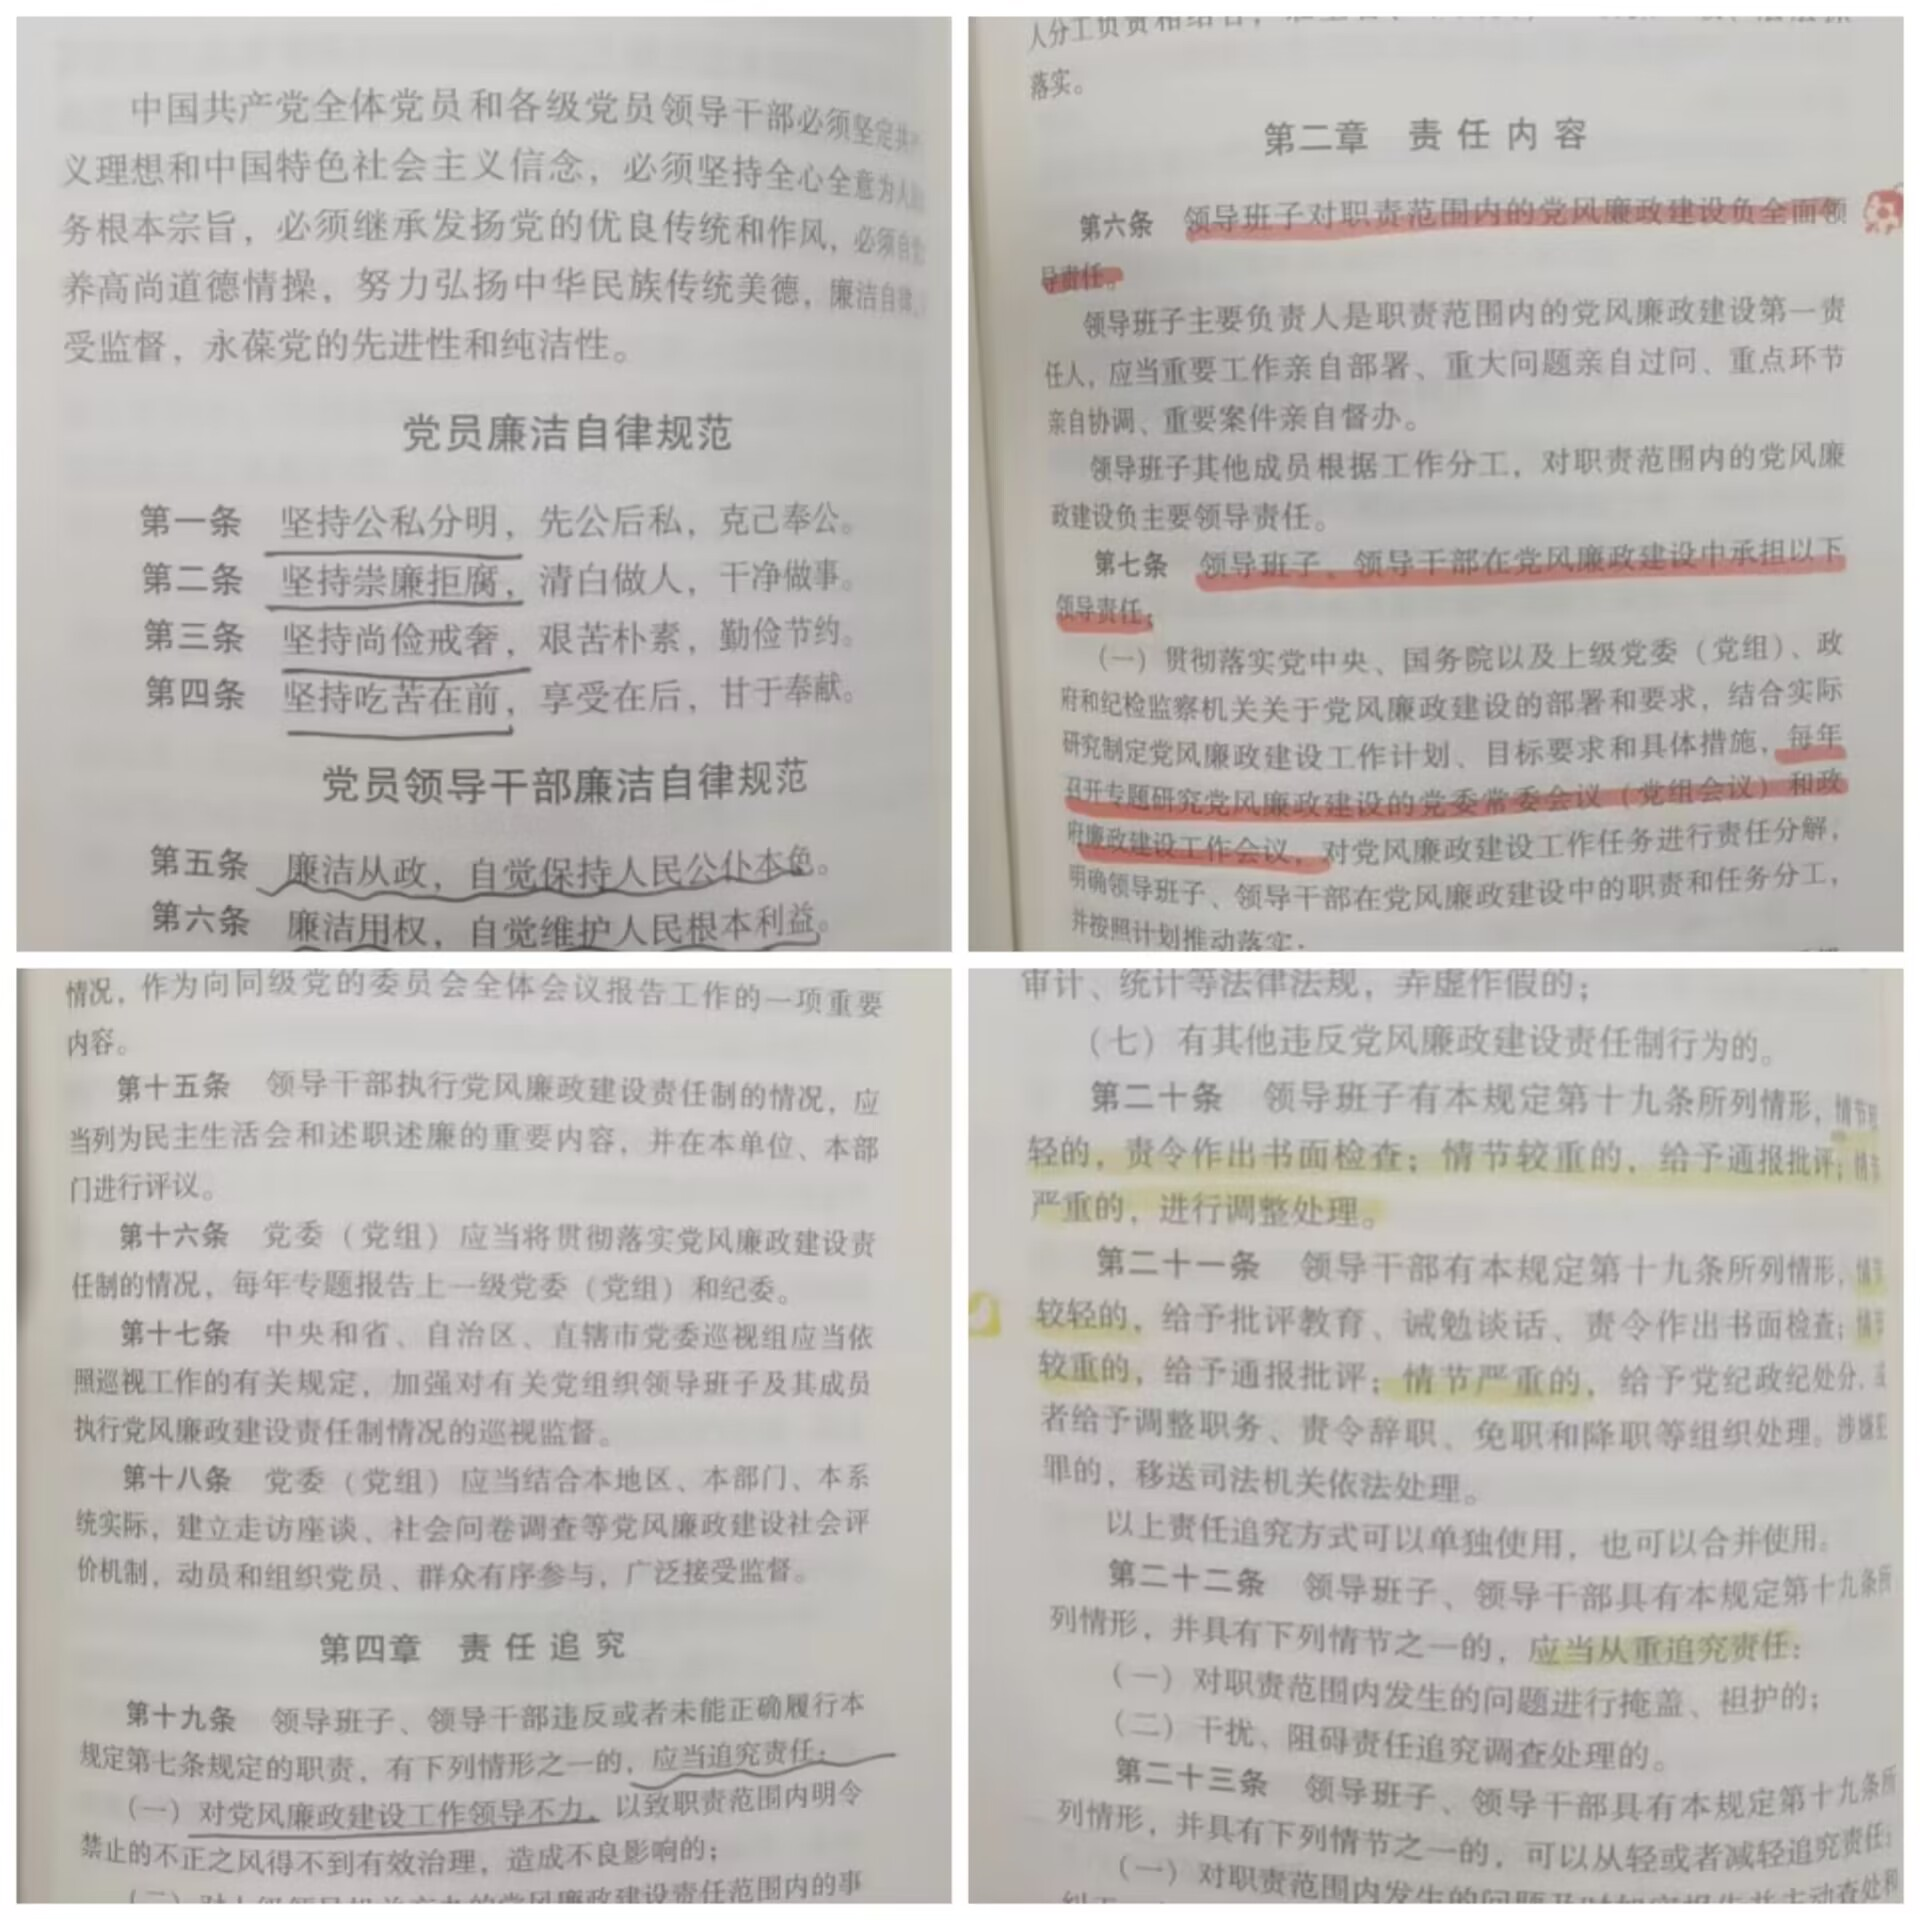 中国共产党全体党员和各级党员领导干部必须坚定共
义理想和中国特色社会主义信念，必须坚持全心全意为人
务根本宗旨，必须继承发扬党的优良传统和作风，必须自
养高尚道德情操，努力弘扬中华民族传统美德，廉洁自律，
受监督，永葆党的先进性和纯洁性。
党员廉洁自律规范
第一条 坚持公私分明，先公后私，克己奉公。
第二条 坚持崇廉拒腐，清白做人，干净做事。
第三条 坚持尚俭戒奢，艰苦朴素，勤俭节约。
第四条 坚持吃苦在前，享受在后，甘于奉献。
党员领导干部廉洁自律规范
第五条 廉洁从政，自觉保持人民公仆本色。
第六条 廉洁用权，自觉维护人民根本利益。
人分工负责相结合，
落实。
第二章 责任内容
第六条 领导班子对职责范围内的党风廉政建设负全面领
导责任。
领导班子主要负责人是职责范围内的党风廉政建设第一责
任人，应当重要工作亲自部署、重大问题亲自过问、重点环节
亲自协调、重要案件亲自督办。
领导班子其他成员根据工作分工，对职责范围内的党风廉
政建设负主要领导责任。
第七条 领导班子、领导干部在党风廉政建设中承担以下
领导责任：
（一）贯彻落实党中央、国务院以及上级党委（党组）、政
府和纪检监察机关关于党风廉政建设的部署和要求，结合实际
研究制定党风廉政建设工作计划、目标要求和具体措施，每年
召开专题研究党风廉政建设的党委常委会议（党组会议）和政
府廉政建设工作会议，对党风廉政建设工作任务进行责任分解，
明确领导班子、领导干部在党风廉政建设中的职责和任务分工，
并按照计划推动落实；
情况，作为向同级党的委员会全体会议报告工作的一项重要
内容。
第十五条 领导干部执行党风廉政建设责任制的情况，应
当列为民主生活会和述职述廉的重要内容，并在本单位、本部
门进行评议。
第十六条 党委（党组）应当将贯彻落实党风廉政建设责
任制的情况，每年专题报告上一级党委（党组）和纪委。
第十七条 中央和省、自治区、直辖市党委巡视组应当依
照巡视工作的有关规定，加强对有关党组织领导班子及其成员
执行党风廉政建设责任制情况的巡视监督。
第十八条 党委（党组）应当结合本地区、本部门、本系
统实际，建立走访座谈、社会问卷调查等党风廉政建设社会评
价机制，动员和组织党员、群众有序参与，广泛接受监督。
第四章 责任追究
第十九条 领导班子、领导干部违反或者未能正确履行本
规定第七条规定的职责，有下列情形之一的，应当追究责任：
（一）对党风廉政建设工作领导不力，以致职责范围内明令
禁止的不正之风得不到有效治理，造成不良影响的；
（二）对上级领导机关交办的党风廉政建设责任范围内的事
审计、统计等法律法规，弄虚作假的；
（七）有其他违反党风廉政建设责任制行为的。
第二十条 领导班子有本规定第十九条所列情形，情节
轻的，责令作出书面检查；情节较重的，给予通报批评；情节
严重的，进行调整处理。
第二十一条 领导干部有本规定第十九条所列情形，情节
较轻的，给予批评教育、诫勉谈话、责令作出书面检查；情节
较重的，给予通报批评；情节严重的，给予党纪政纪处分，或
者给予调整职务、责令辞职、免职和降职等组织处理。涉嫌犯
罪的，移送司法机关依法处理。
以上责任追究方式可以单独使用，也可以合并使用。
第二十二条 领导班子、领导干部具有本规定第十九条所
列情形，并具有下列情节之一的，应当从重追究责任：
（一）对职责范围内发生的问题进行掩盖、袒护的；
（二）干扰、阻碍责任追究调查处理的。
第二十三条 领导班子、领导干部具有本规定第十九条所
列情形，并具有下列情节之一的，可以从轻或者减轻追究责任：
（一）对职责范围内发生的问题及时如实报告并主动查处和